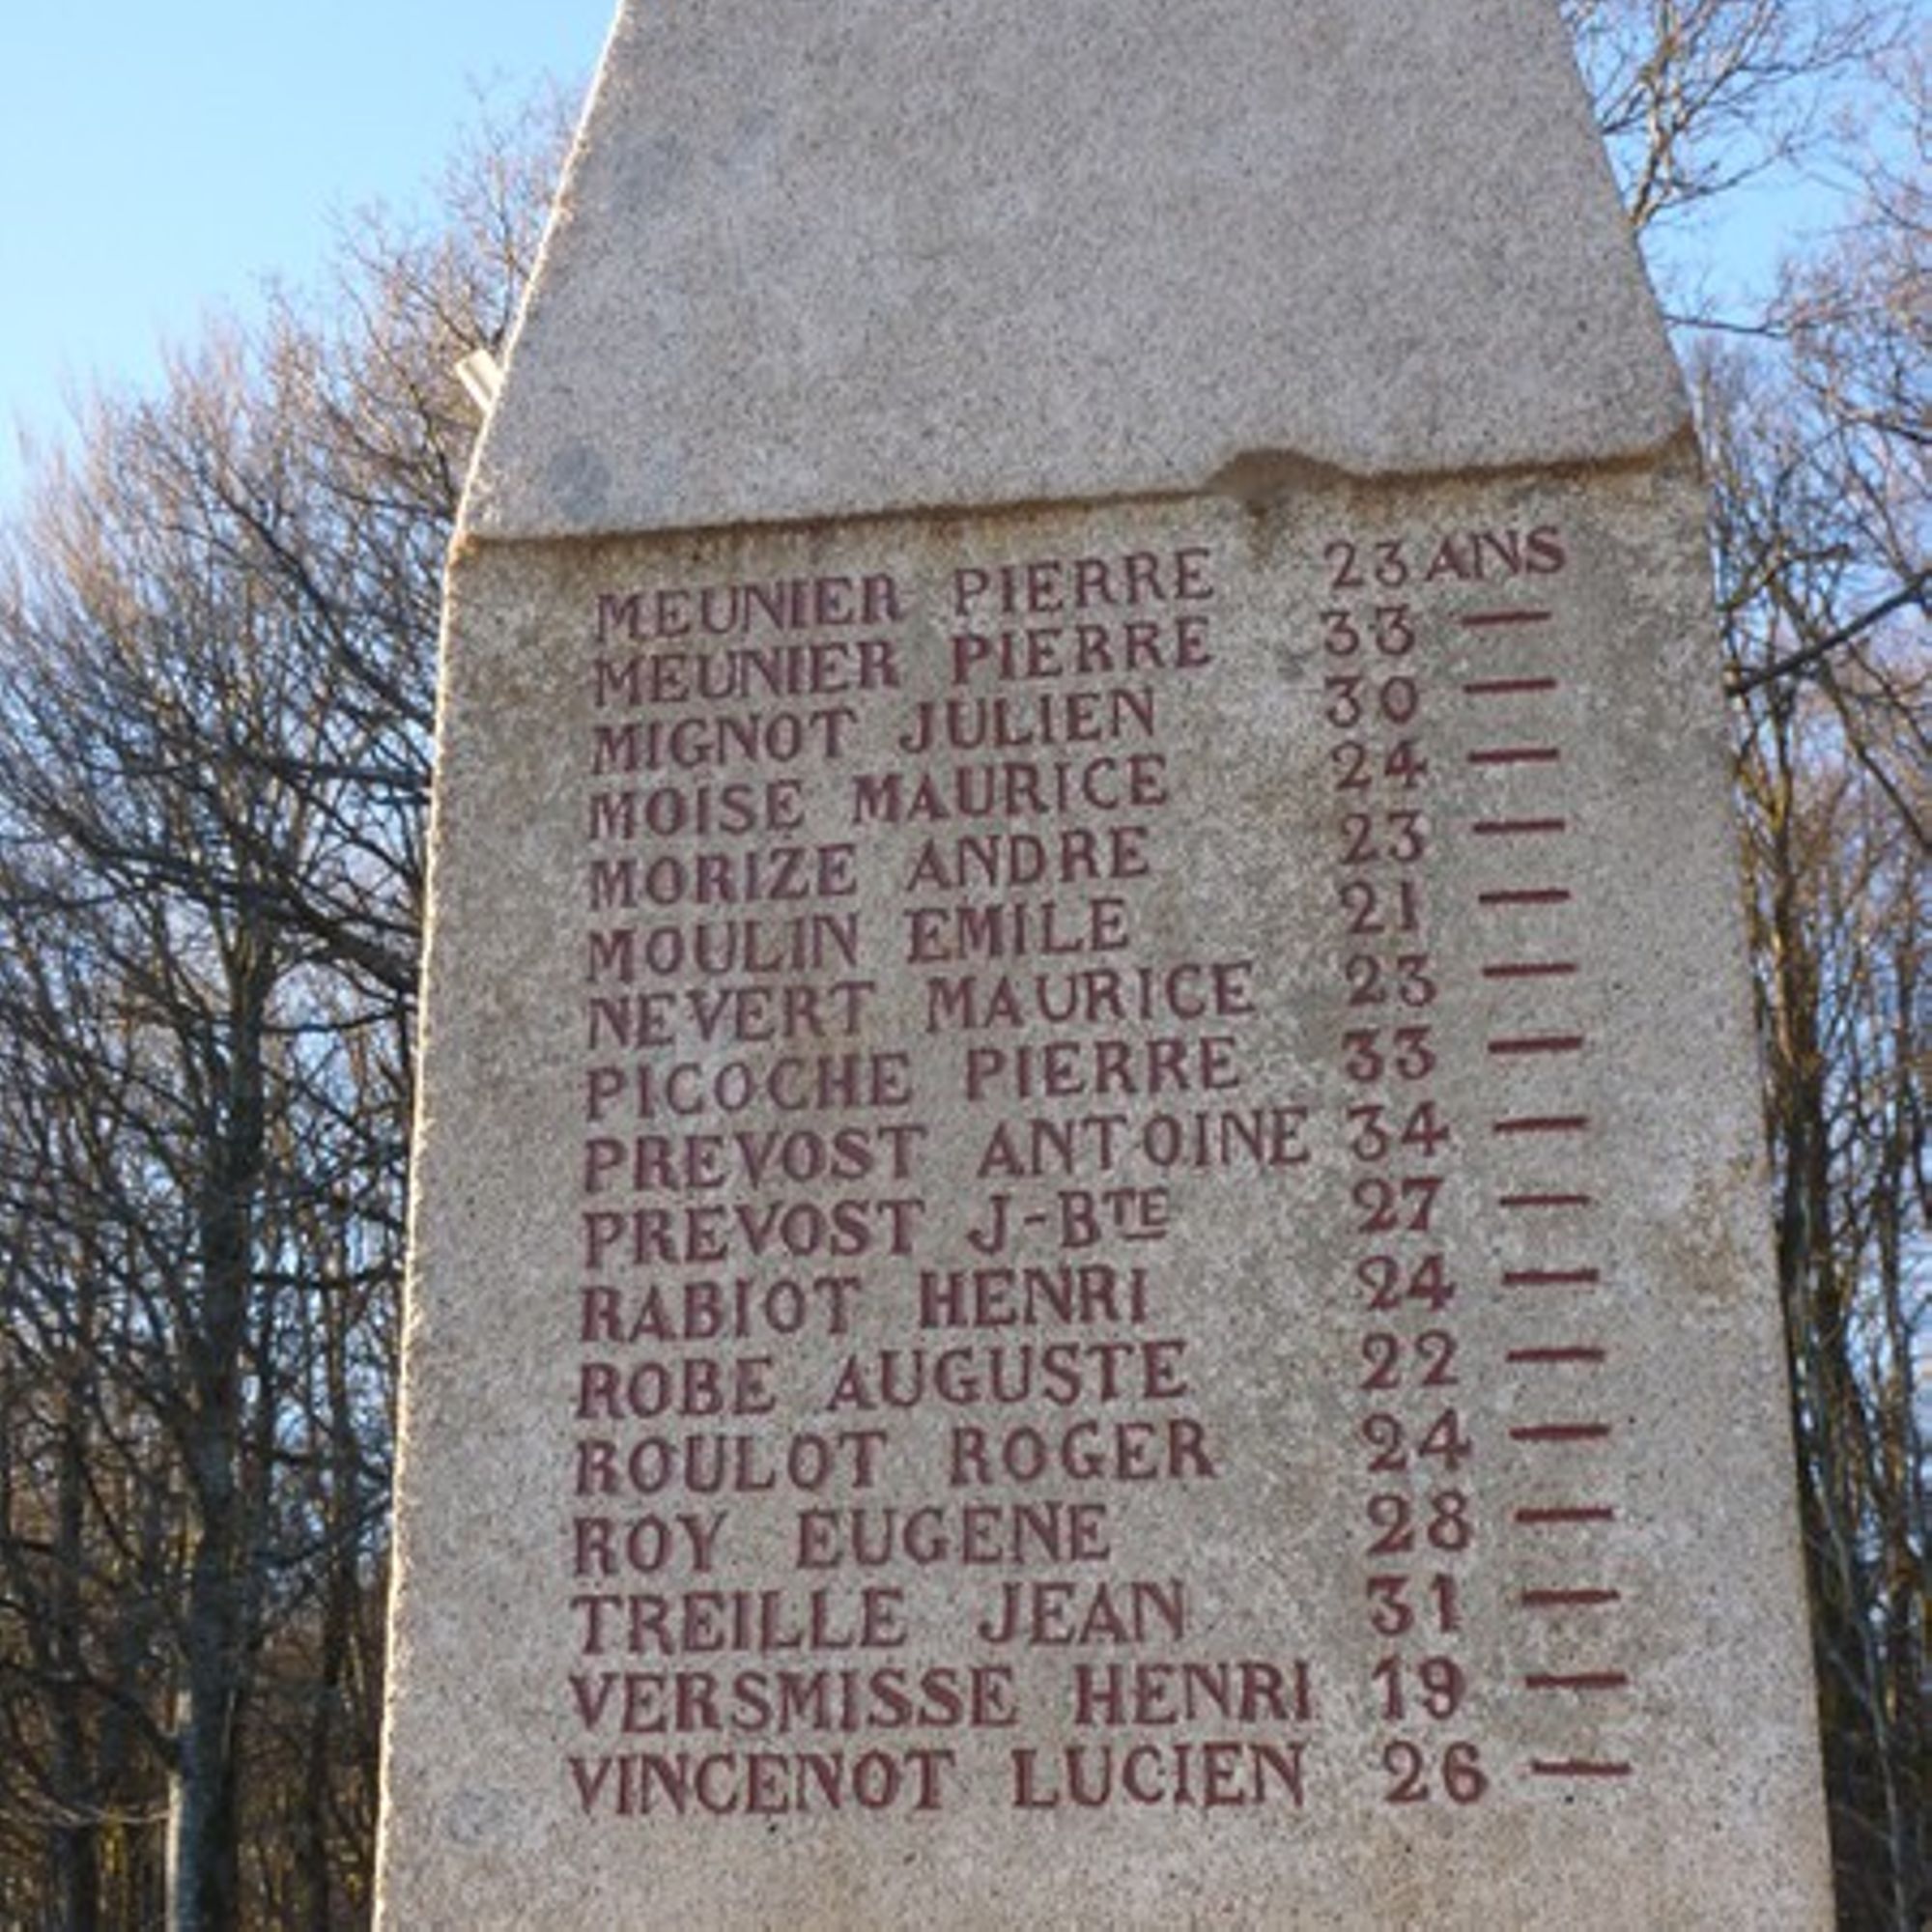 MEUNIER PIERRE 23 ANS
MEUNIER PIERRE 33 —
MIGNOT JULIEN 30 —
MOISE MAURICE 24 —
MORIZE ANDRE 23 —
MOULIN EMILE 21 —
NEVERT MAURICE 23 —
PICOCHE PIERRE 33 —
PREVOST ANTOINE 34 —
PREVOST J-BTE 27 —
RABIOT HENRI 24 —
ROBE AUGUSTE 22 —
ROULOT ROGER 24 —
ROY EUGENE 28 —
TREILLE JEAN 31 —
VERSMISSE HENRI 19 —
VINCENOT LUCIEN 26 —